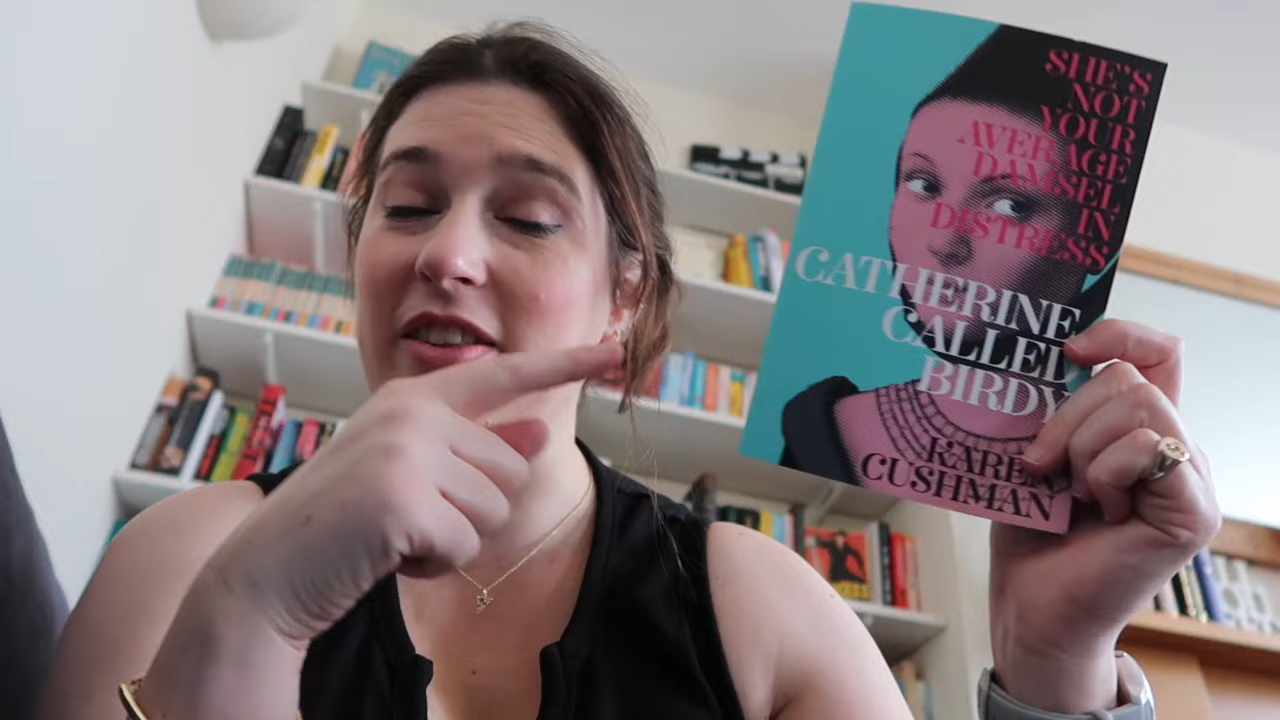 SHE'S
NOT
YOUR
AVERAGE
DAMSEL
IN
DISTRESS
CATHERINE
CALLED
BIRDY
KAREN
CUSHMAN